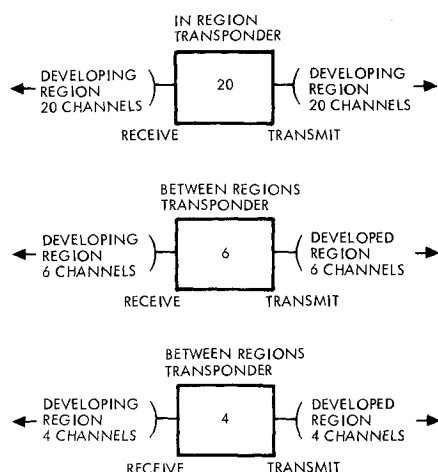 IN REGION
TRANSPONDER
DEVELOPING
REGION
20 CHANNELS
20
DEVELOPING
REGION
20 CHANNELS
RECEIVE
TRANSMIT
BETWEEN REGIONS
TRANSPONDER
DEVELOPING
REGION
6 CHANNELS
6
DEVELOPED
REGION
6 CHANNELS
RECEIVE
TRANSMIT
BETWEEN REGIONS
TRANSPONDER
DEVELOPING
REGION
4 CHANNELS
4
DEVELOPED
REGION
4 CHANNELS
RECEIVE
TRANSMIT